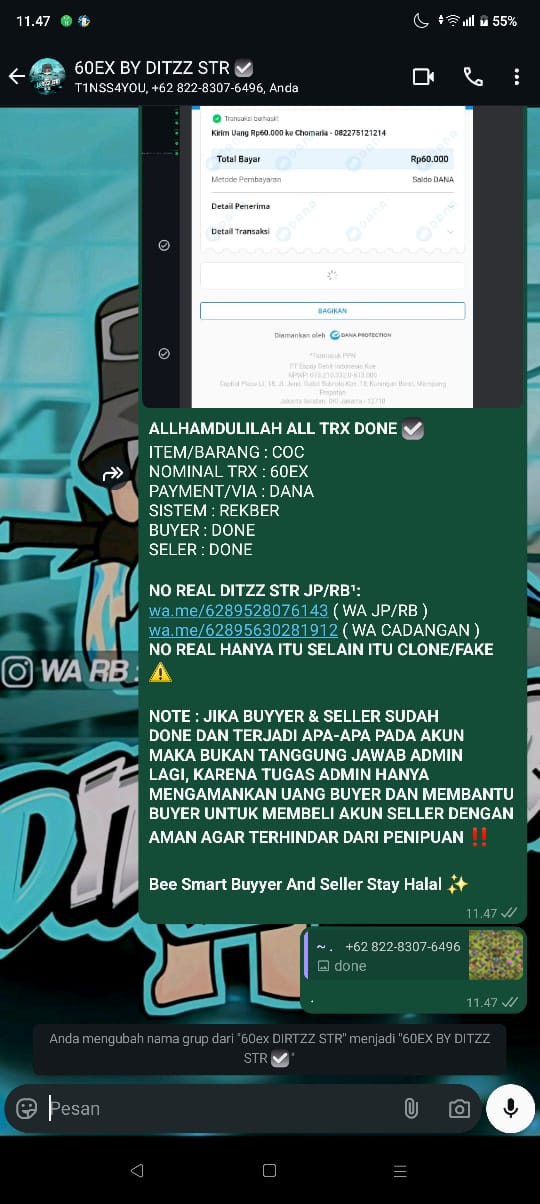 11.47
55%
60EX BY DITZZ STR ☑
T1NSS4YOU, +62 822-8307-6496, Anda
Transaksi berhasil!
Kirim Uang Rp60.000 ke Chomaria - 082275121214
Total Bayar Rp60.000
Metode Pembayaran Saldo DANA
Detail Penerima
Detail Transaksi
BAGIKAN
Diamankan oleh DANA PROTECTION
*Termasuk PPN
PT Espay Debit Indonesia Koe
Jakarta Selatan, DKI Jakarta - 12710
ALLHAMDULILAH ALL TRX DONE ☑
ITEM/BARANG : COC
NOMINAL TRX : 60EX
PAYMENT/VIA : DANA
SISTEM : REKBER
BUYER : DONE
SELER : DONE
NO REAL DITZZ STR JP/RB¹:
wa.me/6289528076143 ( WA JP/RB )
wa.me/62895630281912 ( WA CADANGAN )
NO REAL HANYA ITU SELAIN ITU CLONE/FAKE
⚠️
WA RB :
NOTE : JIKA BUYYER & SELLER SUDAH
DONE DAN TERJADI APA-APA PADA AKUN
MAKA BUKAN TANGGUNG JAWAB ADMIN
LAGI, KARENA TUGAS ADMIN HANYA
MENGAMANKAN UANG BUYER DAN MEMBANTU
BUYER UNTUK MEMBELI AKUN SELLER DENGAN
AMAN AGAR TERHINDAR DARI PENIPUAN ‼️
Bee Smart Buyyer And Seller Stay Halal ✨
11.47
~ . +62 822-8307-6496
done
.
11.47
Anda mengubah nama grup dari "60ex DIRTZZ STR" menjadi "60EX BY DITZZ
STR ☑"
Pesan